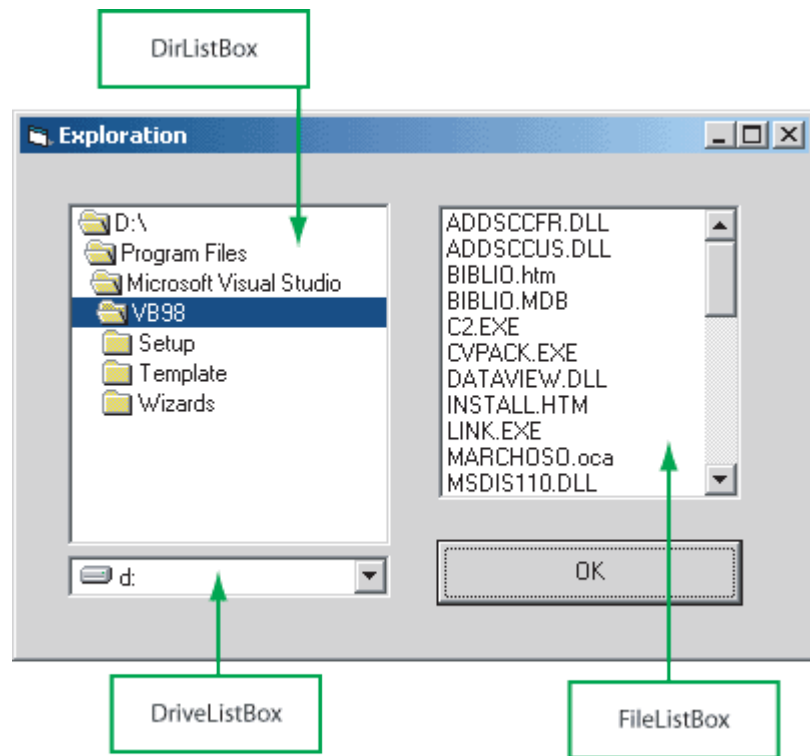 DirListBox
Exploration
D:\
Program Files
Microsoft Visual Studio
VB98
Setup
Template
Wizards
d:
ADDSCCFR.DLL
ADDSCCUS.DLL
BIBLIO.htm
BIBLIO.MDB
C2.EXE
CVPACK.EXE
DATAVIEW.DLL
INSTALL.HTM
LINK.EXE
MARCHOSO.oca
MSDIS110.DLL
OK
DriveListBox
FileListBox